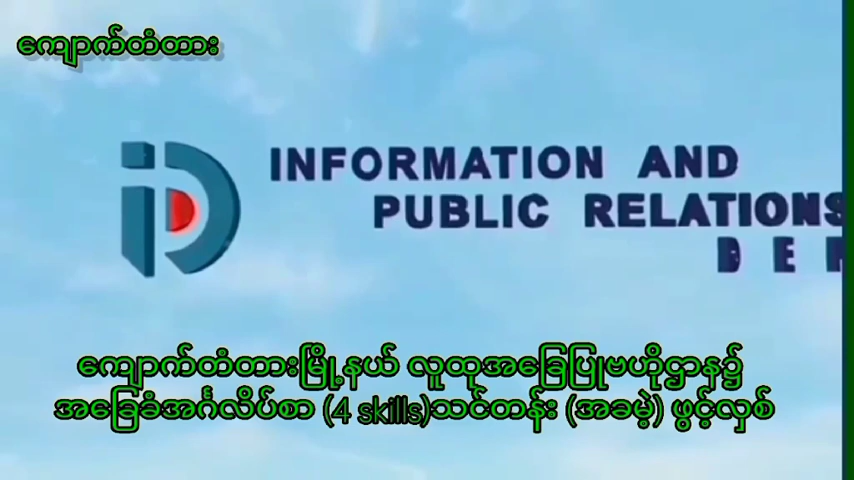 ကျောက်တံတား
INFORMATION AND
PUBLIC RELATIONS
ကျောက်တံတားမြို့နယ် လူထုအခြေပြုဗဟိုဌာန၌
အခြေခံအင်္ဂလိပ်စာ (4 skills)သင်တန်း (အခမဲ့) ဖွင့်လှစ်